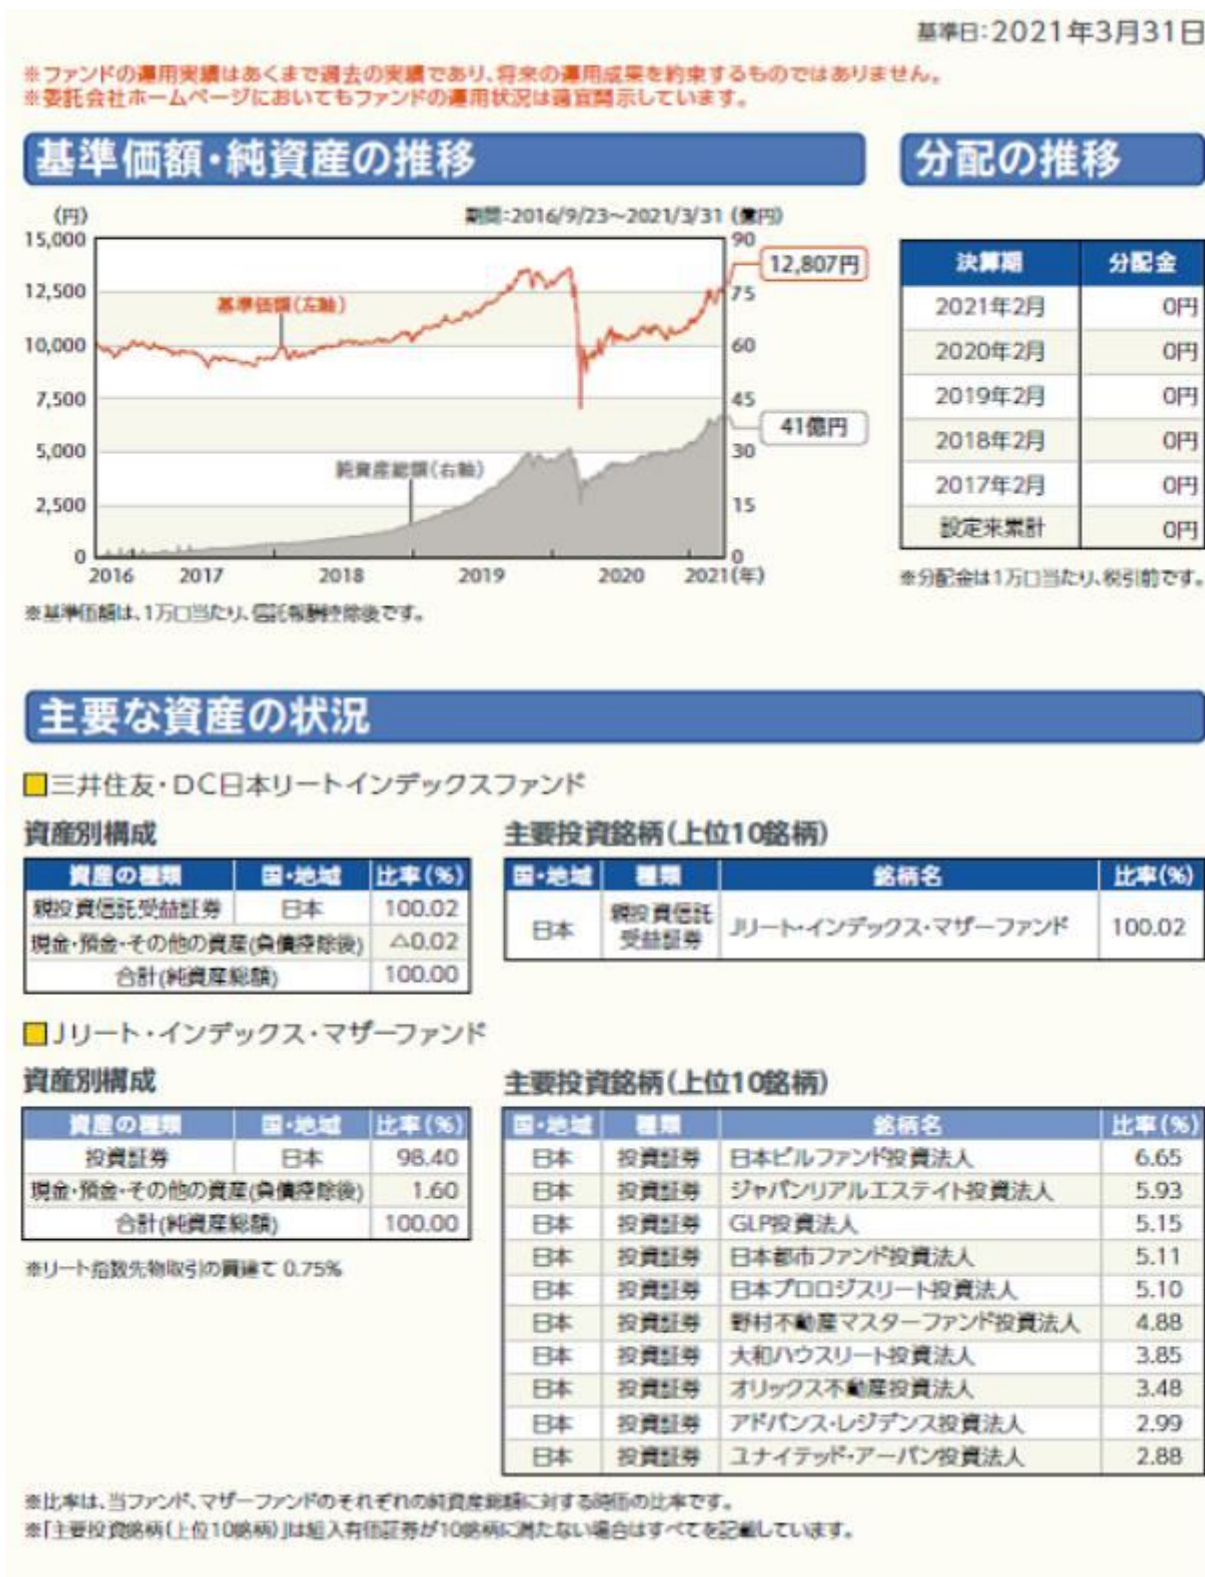 基準日:2021年3月31日
※ファンドの運用実績はあくまで過去の実績であり、将来の運用成果を約束するものではありません。
※委託会社ホームページにおいてもファンドの運用状況は適宜開示しています。
基準価額・純資産の推移
分配の推移
(円)
期間:2016/9/23～2021/3/31
(億円)
15,000
12,500
10,000
7,500
5,000
2,500
0
90
75
60
45
30
15
0
基準価額(左軸)
純資産総額(右軸)
12,807円
41億円
2016 2017 2018 2019 2020 2021(年)
※基準価額は、1万口当たり、信託報酬控除後です。
決算期 分配金
2021年2月 0円
2020年2月 0円
2019年2月 0円
2018年2月 0円
2017年2月 0円
設定来累計 0円
※分配金は1万口当たり、税引前です。
主要な資産の状況
三井住友・DC日本リートインデックスファンド
資産別構成
資産の種類 国・地域 比率(%)
親投資信託受益証券 日本 100.02
現金・預金・その他の資産(負債控除後) △0.02
合計(純資産総額) 100.00
主要投資銘柄(上位10銘柄)
国・地域 種類 銘柄名 比率(%)
日本 親投資信託受益証券 Jリート・インデックス・マザーファンド 100.02
Jリート・インデックス・マザーファンド
資産別構成
資産の種類 国・地域 比率(%)
投資証券 日本 98.40
現金・預金・その他の資産(負債控除後) 1.60
合計(純資産総額) 100.00
※リート指数先物取引の買建て 0.75%
主要投資銘柄(上位10銘柄)
国・地域 種類 銘柄名 比率(%)
日本 投資証券 日本ビルファンド投資法人 6.65
日本 投資証券 ジャパンリアルエステイト投資法人 5.93
日本 投資証券 GLP投資法人 5.15
日本 投資証券 日本都市ファンド投資法人 5.11
日本 投資証券 日本プロロジスリート投資法人 5.10
日本 投資証券 野村不動産マスターファンド投資法人 4.88
日本 投資証券 大和ハウスリート投資法人 3.85
日本 投資証券 オリックス不動産投資法人 3.48
日本 投資証券 アドバンス・レジデンス投資法人 2.99
日本 投資証券 ユナイテッド・アーバン投資法人 2.88
※比率は、当ファンド、マザーファンドのそれぞれの純資産総額に対する時価の比率です。
※「主要投資銘柄(上位10銘柄)」は組入有価証券が10銘柄に満たない場合はすべてを記載しています。